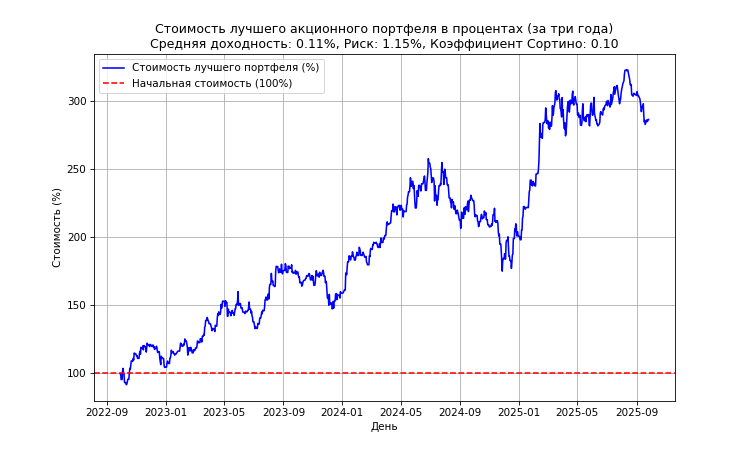 Стоимость лучшего акционного портфеля в процентах (за три года)
Средняя доходность: 0.11%, Риск: 1.15%, Коэффициент Сортино: 0.10
Стоимость лучшего портфеля (%)
Начальная стоимость (100%)
Стоимость (%)
300
250
200
150
100
2022-09 2023-01 2023-05 2023-09 2024-01 2024-05 2024-09 2025-01 2025-05 2025-09
День